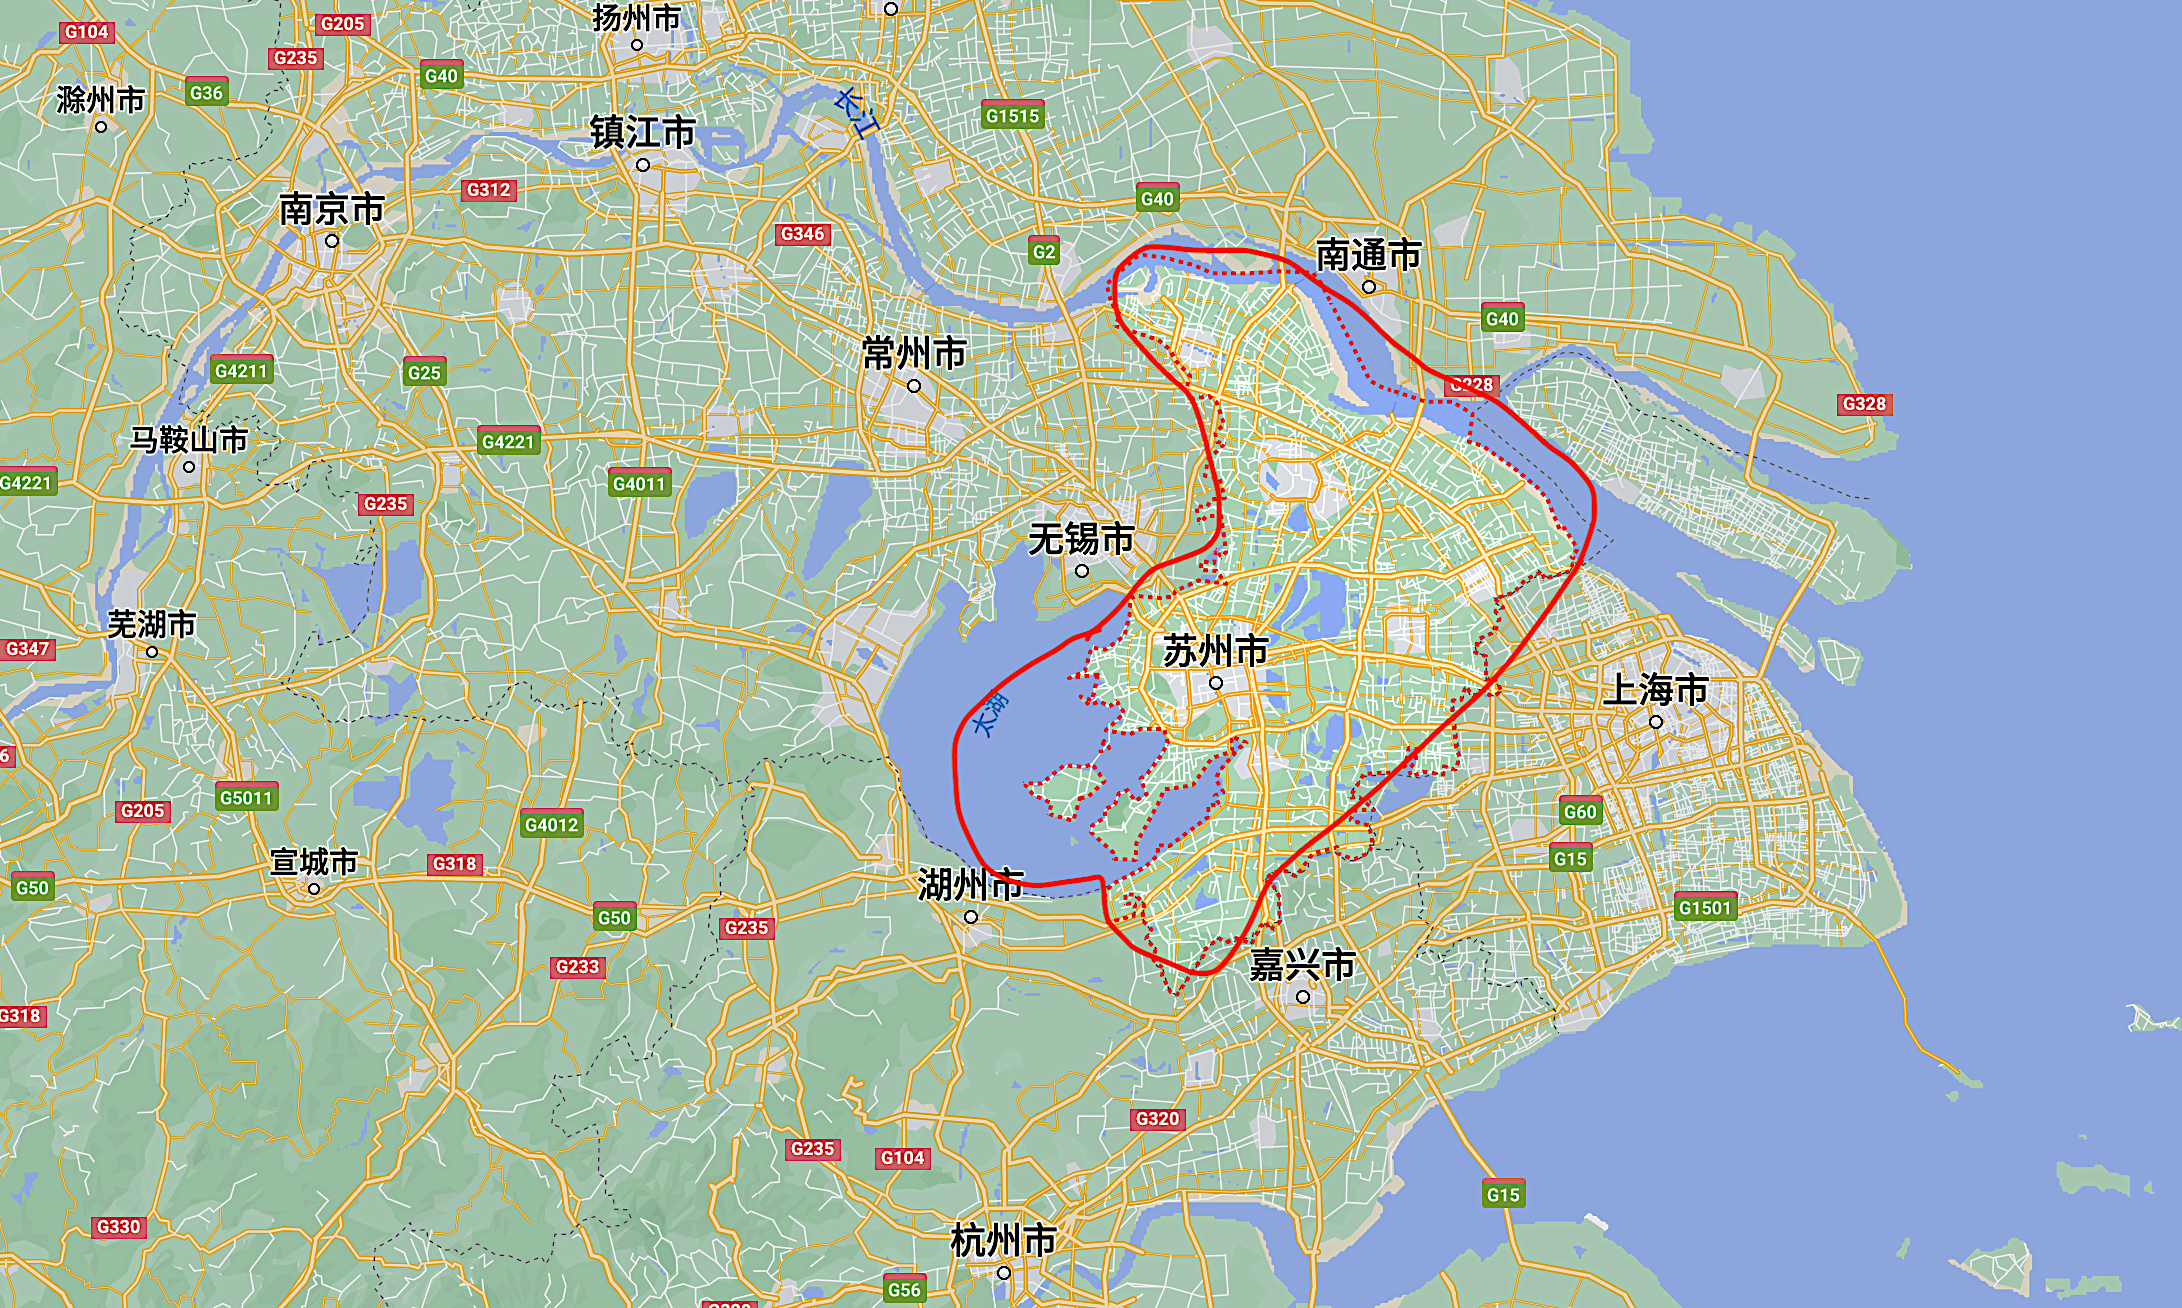 扬州市
G205
G104
G235
G40
滁州市
G36
长江
G1515
镇江市
G312
G40
南京市
G346
G2
南通市
G40
常州市
G4211
G25
G228
G328
马鞍山市
G4221
G4221
G4011
G235
无锡市
芜湖市
G347
苏州市
上海市
太湖
G5011
G205
G4012
G60
宣城市
G318
G50
G15
湖州市
G50
G235
G1501
G233
嘉兴市
G318
G320
G235
G104
G15
G330
杭州市
G56